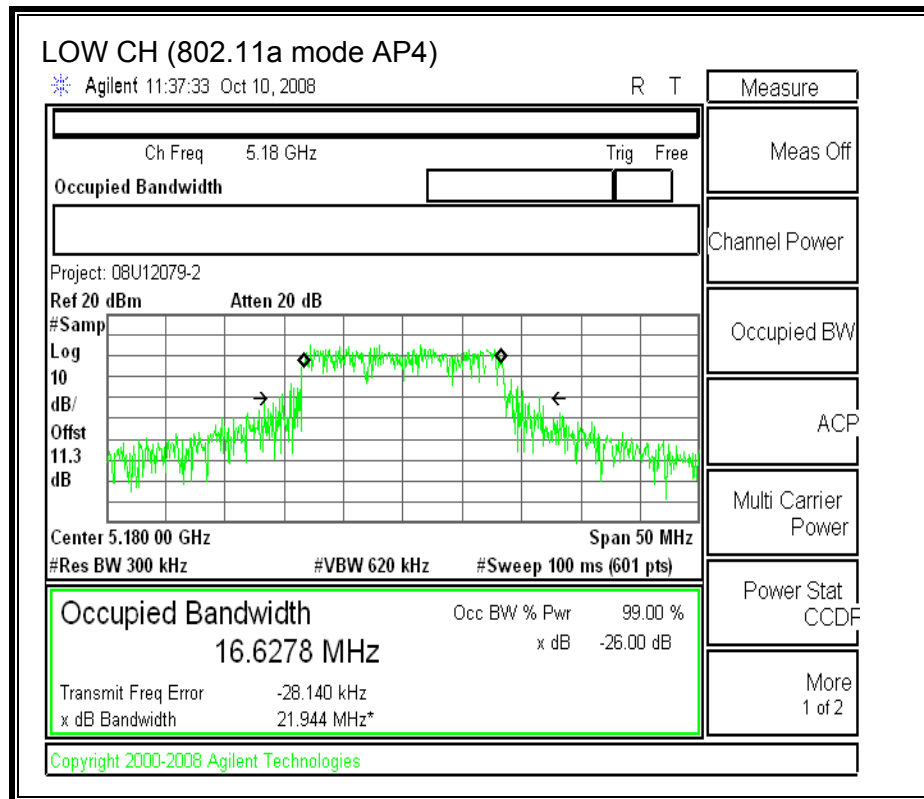 LOW CH (802.11a mode AP4)
Agilent 11:37:33 Oct 10, 2008 R T
Measure
Ch Freq 5.18 GHz Trig Free
Meas Off
Occupied Bandwidth
Channel Power
Project: 08U12079-2
Ref 20 dBm Atten 20 dB
#Samp
Log
10
dB/
Offst
11.3
dB
Occupied BW
ACP
Multi Carrier
Power
Center 5.180 00 GHz Span 50 MHz
#Res BW 300 kHz #VBW 620 kHz #Sweep 100 ms (601 pts)
Power Stat
CCDF
Occupied Bandwidth Occ BW % Pwr 99.00 %
16.6278 MHz x dB -26.00 dB
Transmit Freq Error -28.140 kHz
x dB Bandwidth 21.944 MHz*
More
1 of 2
Copyright 2000-2008 Agilent Technologies